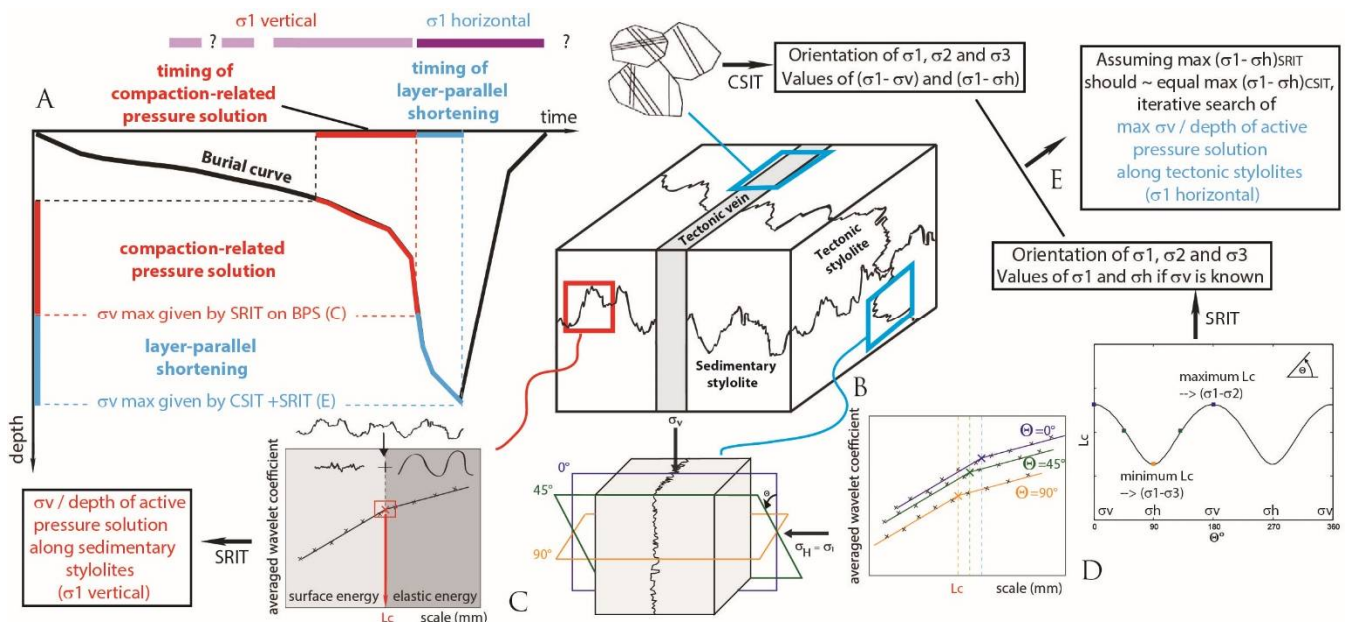 σ1 vertical
σ1 horizontal
?
?
timing of
compaction-related
pressure solution
timing of
layer-parallel
shortening
A
time
Burial curve
compaction-related
pressure solution
σv max given by SRIT on BPS (C)
layer-parallel
shortening
σv max given by CSIT +SRIT (E)
depth
σv / depth of active
pressure solution
along sedimentary
stylolites
(σ1 vertical)
SRIT
averaged wavelet coefficient
surface energy
elastic energy
Lc
scale (mm)
C
CSIT
Orientation of σ1, σ2 and σ3
Values of (σ1- σv) and (σ1- σh)
Tectonic vein
Tectonic
stylolite
Sedimentary
stylolite
B
E
Assuming max (σ1- σh)SRIT
should ~ equal max (σ1- σh)CSIT,
iterative search of
max σv / depth of active
pressure solution
along tectonic stylolites
(σ1 horizontal)
Orientation of σ1, σ2 and σ3
Values of σ1 and σh if σv is known
SRIT
σv
0°
45°
90°
Θ
averaged wavelet coefficient
Θ=0°
Θ=45°
Θ=90°
Lc
scale (mm)
D
Lc
Θ
maximum Lc
--> (σ1-σ2)
minimum Lc
--> (σ1-σ3)
σv
σh
σv
σh
σv
0
90
180
270
360
Θ°